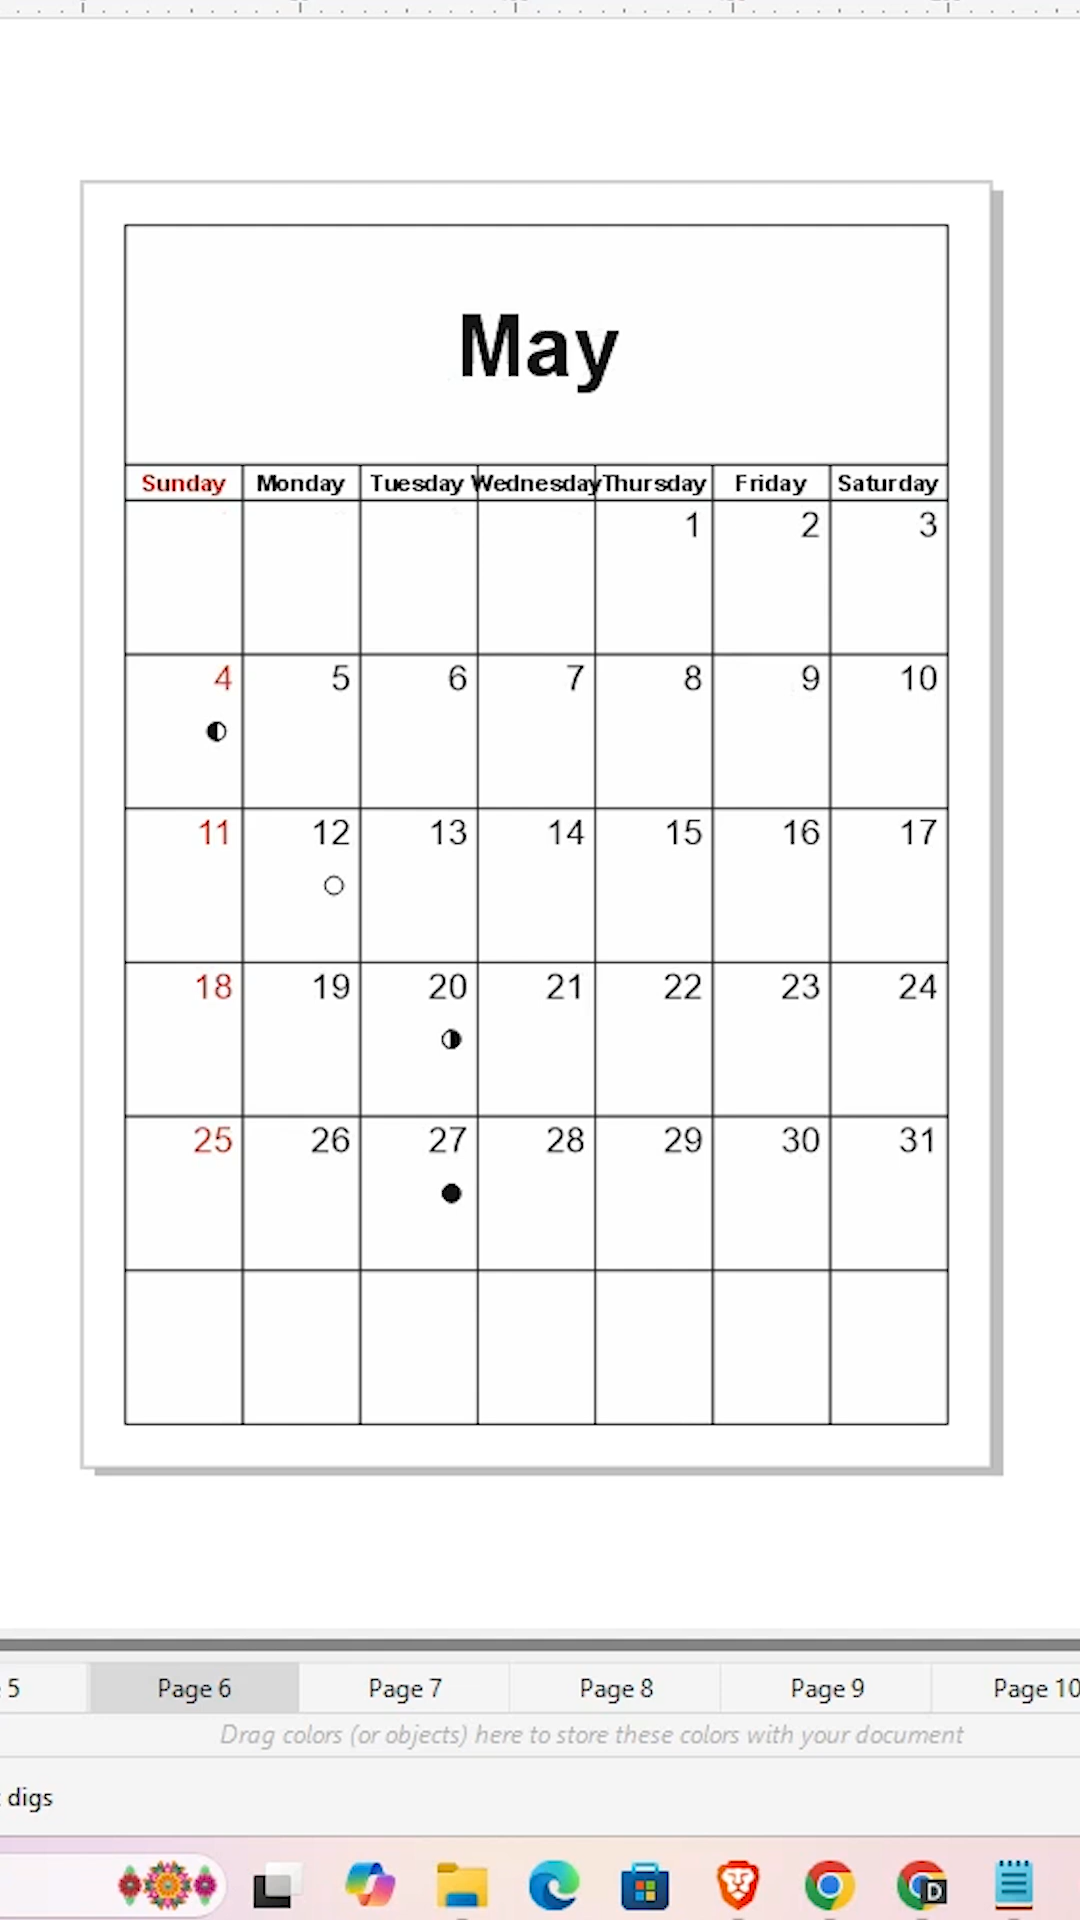 May
Sunday Monday Tuesday Wednesday Thursday Friday Saturday
1 2 3
4 5 6 7 8 9 10
11 12 13 14 15 16 17
18 19 20 21 22 23 24
25 26 27 28 29 30 31
5 Page 6 Page 7 Page 8 Page 9 Page 10
Drag colors (or objects) here to store these colors with your document
digs
D